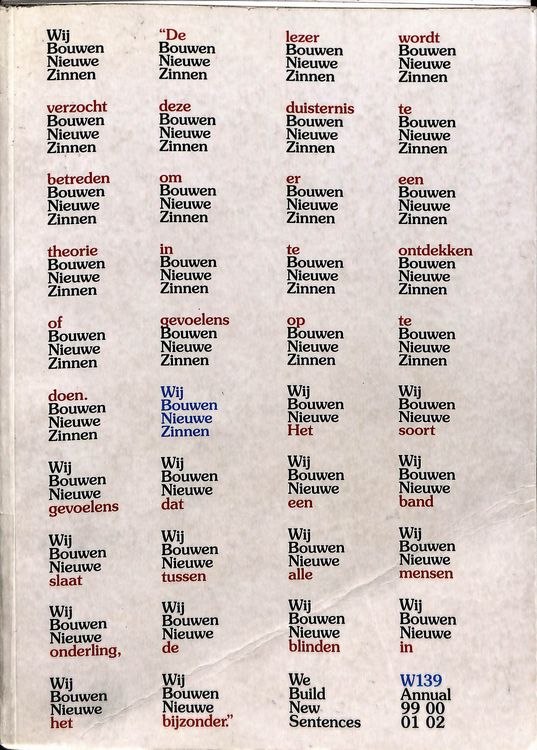 Wij
Bouwen
Nieuwe
Zinnen
“De
Bouwen
Nieuwe
Zinnen
lezer
Bouwen
Nieuwe
Zinnen
wordt
Bouwen
Nieuwe
Zinnen
verzocht
Bouwen
Nieuwe
Zinnen
deze
Bouwen
Nieuwe
Zinnen
duisternis
Bouwen
Nieuwe
Zinnen
te
Bouwen
Nieuwe
Zinnen
betreden
Bouwen
Nieuwe
Zinnen
om
Bouwen
Nieuwe
Zinnen
er
Bouwen
Nieuwe
Zinnen
een
Bouwen
Nieuwe
Zinnen
theorie
Bouwen
Nieuwe
Zinnen
in
Bouwen
Nieuwe
Zinnen
te
Bouwen
Nieuwe
Zinnen
ontdekken
Bouwen
Nieuwe
Zinnen
of
Bouwen
Nieuwe
Zinnen
gevoelens
Bouwen
Nieuwe
Zinnen
op
Bouwen
Nieuwe
Zinnen
te
Bouwen
Nieuwe
Zinnen
doen.
Bouwen
Nieuwe
Zinnen
Wij
Bouwen
Nieuwe
Zinnen
Wij
Bouwen
Nieuwe
Het
Wij
Bouwen
Nieuwe
soort
Wij
Bouwen
Nieuwe
gevoelens
Wij
Bouwen
Nieuwe
dat
Wij
Bouwen
Nieuwe
een
Wij
Bouwen
Nieuwe
band
Wij
Bouwen
Nieuwe
slaat
Wij
Bouwen
Nieuwe
tussen
Wij
Bouwen
Nieuwe
alle
Wij
Bouwen
Nieuwe
mensen
Wij
Bouwen
Nieuwe
onderling,
Wij
Bouwen
Nieuwe
de
Wij
Bouwen
Nieuwe
blinden
Wij
Bouwen
Nieuwe
in
Wij
Bouwen
Nieuwe
het
Wij
Bouwen
Nieuwe
bijzonder.”
We
Build
New
Sentences
W139
Annual
99 00
01 02